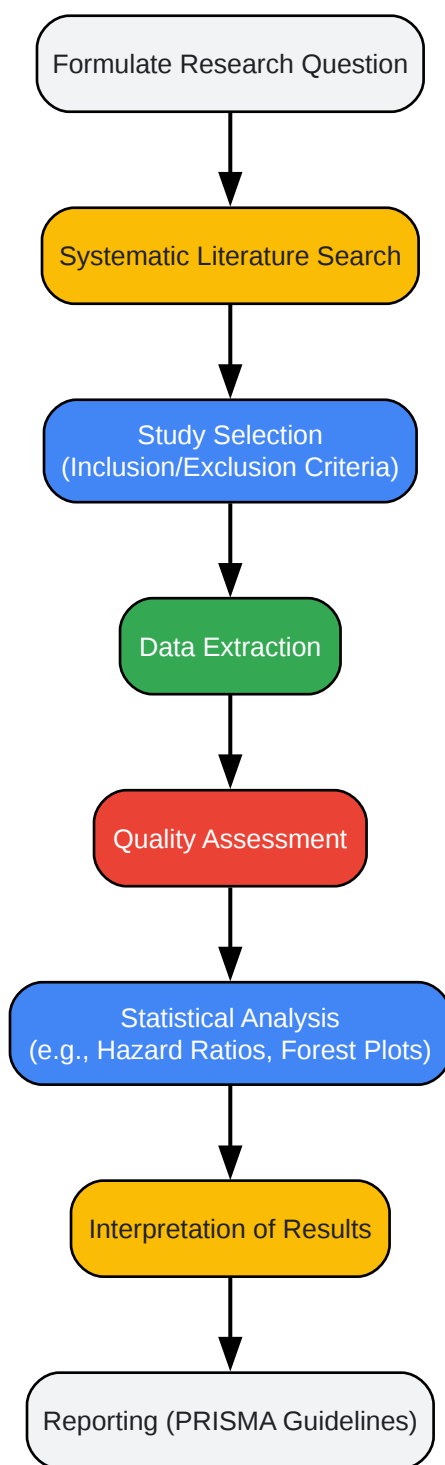 Formulate Research Question
Systematic Literature Search
Study Selection
(Inclusion/Exclusion Criteria)
Data Extraction
Quality Assessment
Statistical Analysis
(e.g., Hazard Ratios, Forest Plots)
Interpretation of Results
Reporting (PRISMA Guidelines)